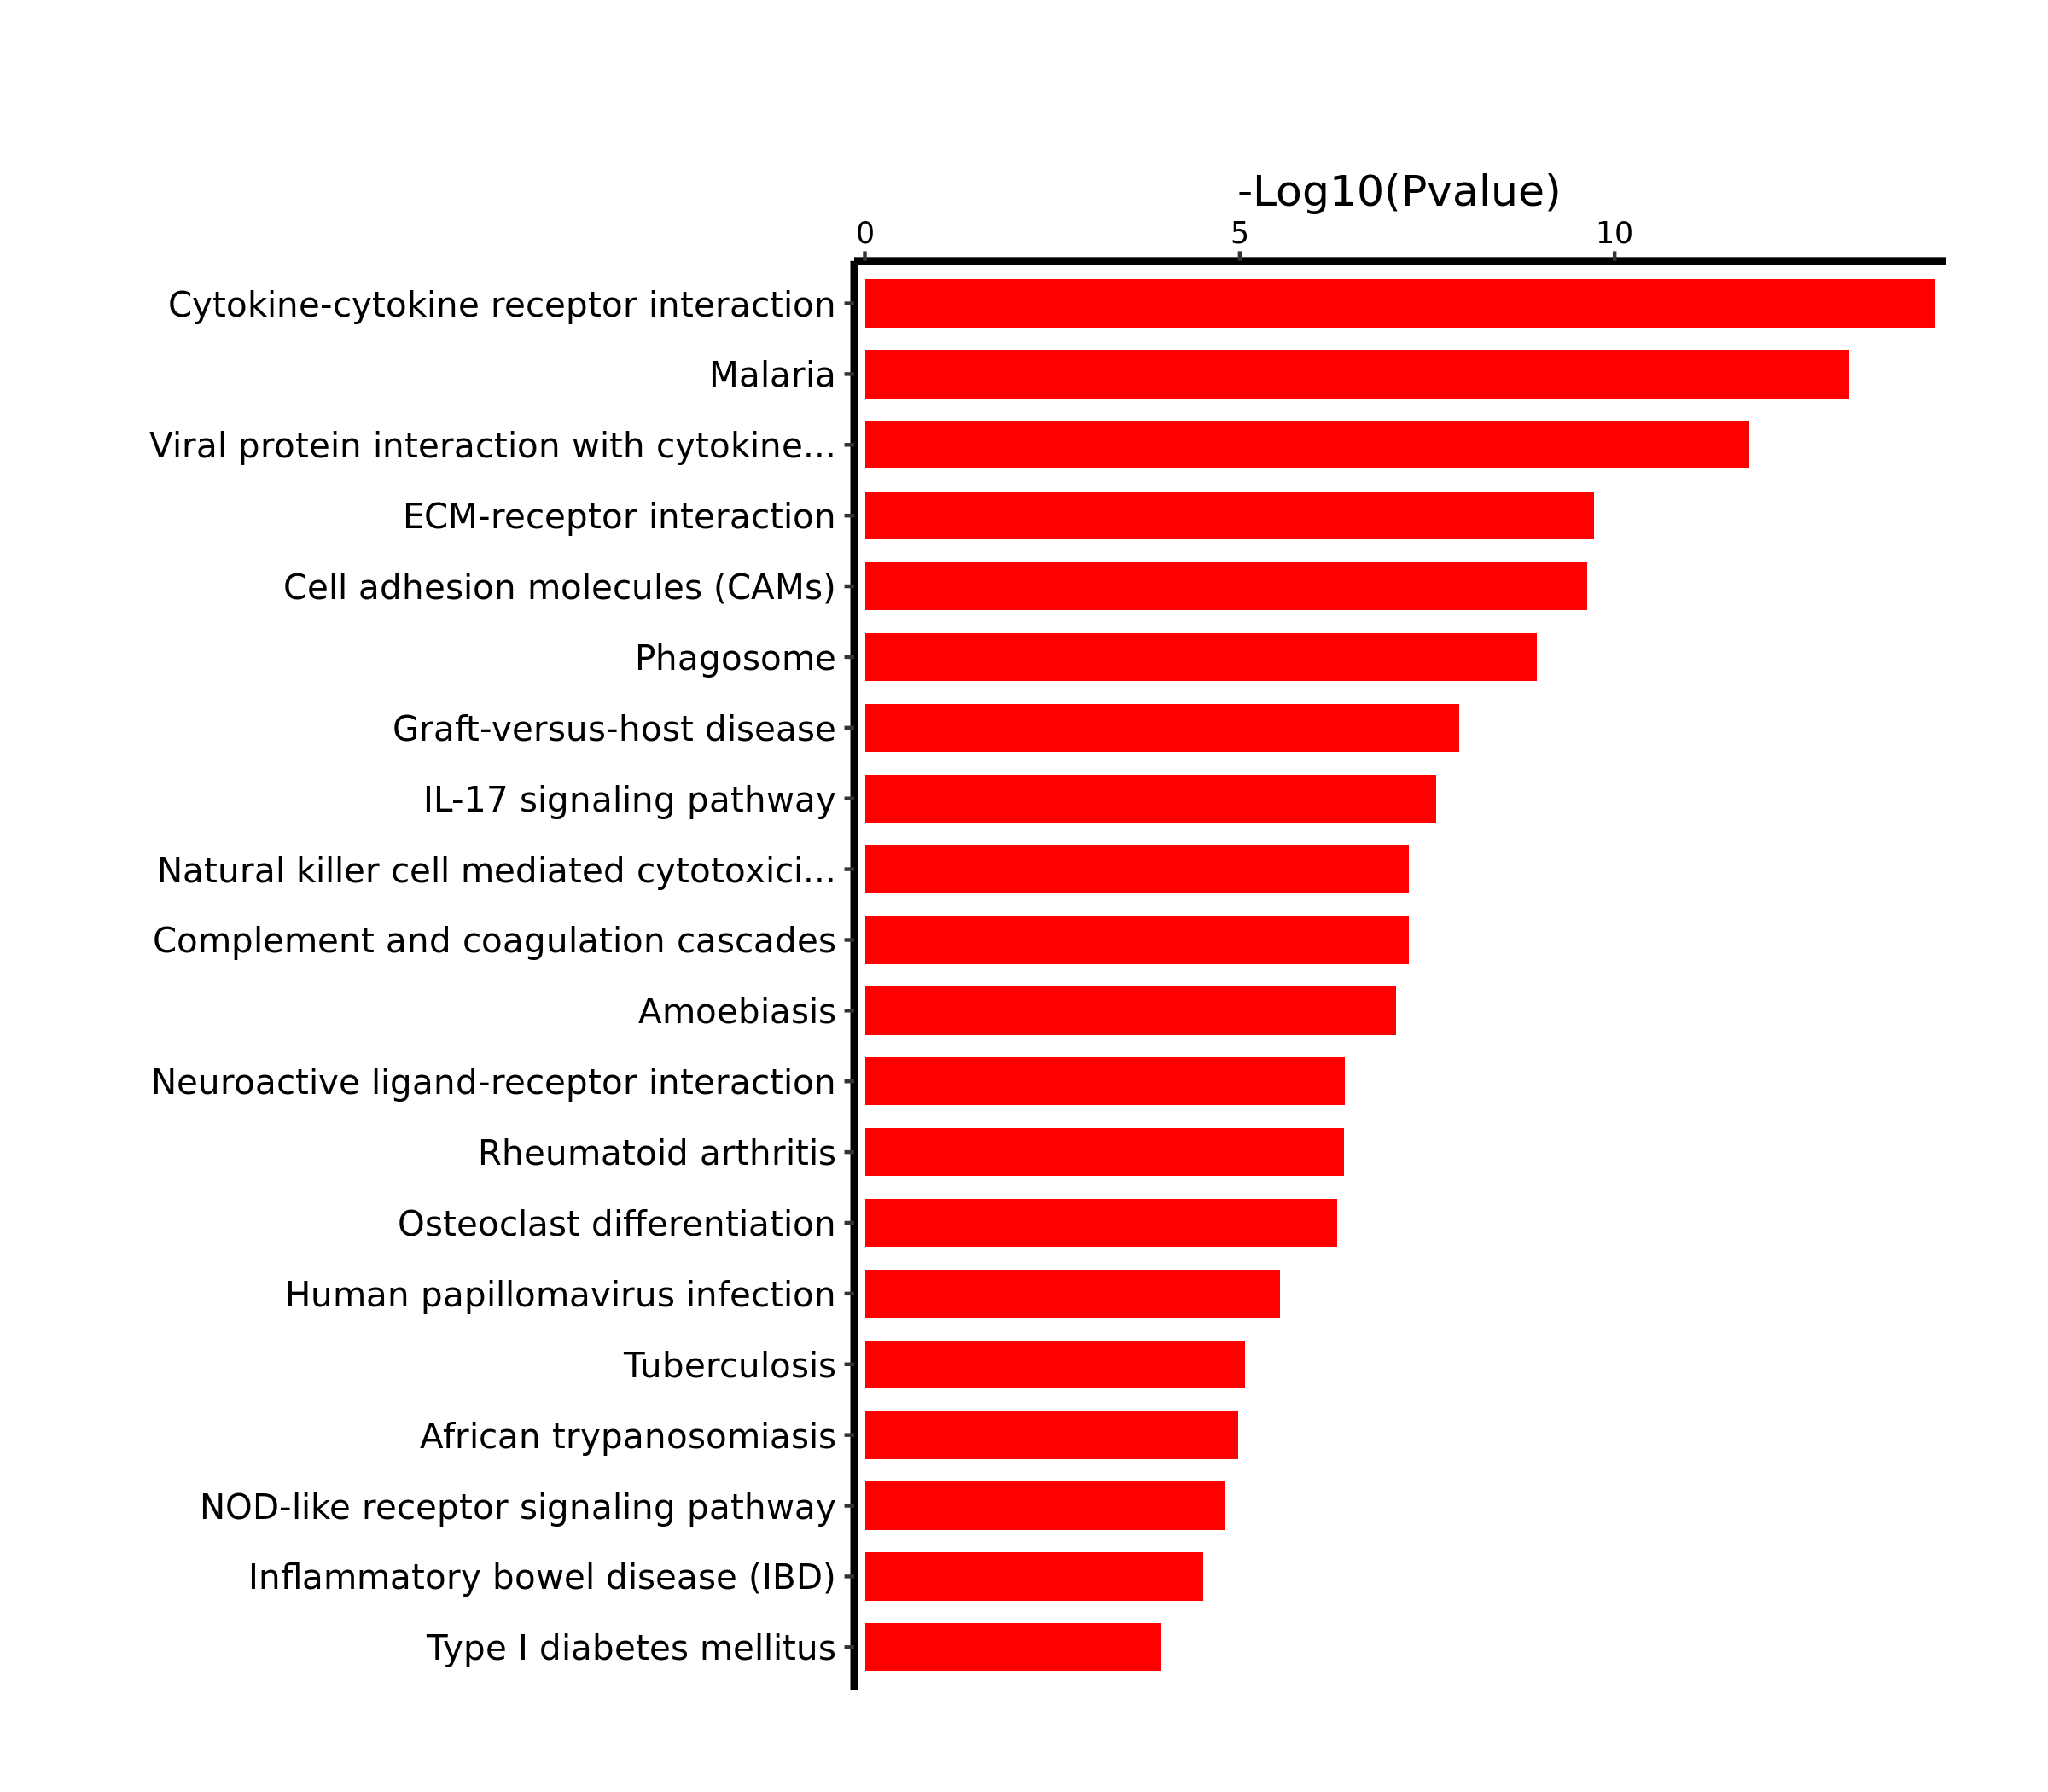 -Log10(Pvalue)
0 5 10
Cytokine-cytokine receptor interaction
Malaria
Viral protein interaction with cytokine...
ECM-receptor interaction
Cell adhesion molecules (CAMs)
Phagosome
Graft-versus-host disease
IL-17 signaling pathway
Natural killer cell mediated cytotoxici...
Complement and coagulation cascades
Amoebiasis
Neuroactive ligand-receptor interaction
Rheumatoid arthritis
Osteoclast differentiation
Human papillomavirus infection
Tuberculosis
African trypanosomiasis
NOD-like receptor signaling pathway
Inflammatory bowel disease (IBD)
Type I diabetes mellitus